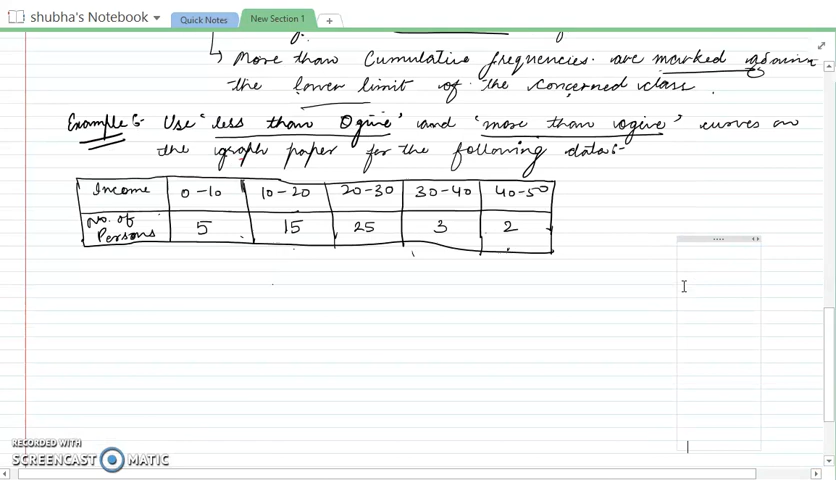 shubha's Notebook
Quick Notes
New Section 1
+
↳ More than Cumulative frequencies are marked
the lower limit of the concerned class.
Example :- Use 'less than Ogive' and 'more than ogive' curves on
the graph paper for the following data:-
Income 0-10 10-20 20-30 30-40 40-50
No. of Persons 5 15 25 3 2
RECORDED WITH
SCREENCAST MATIC